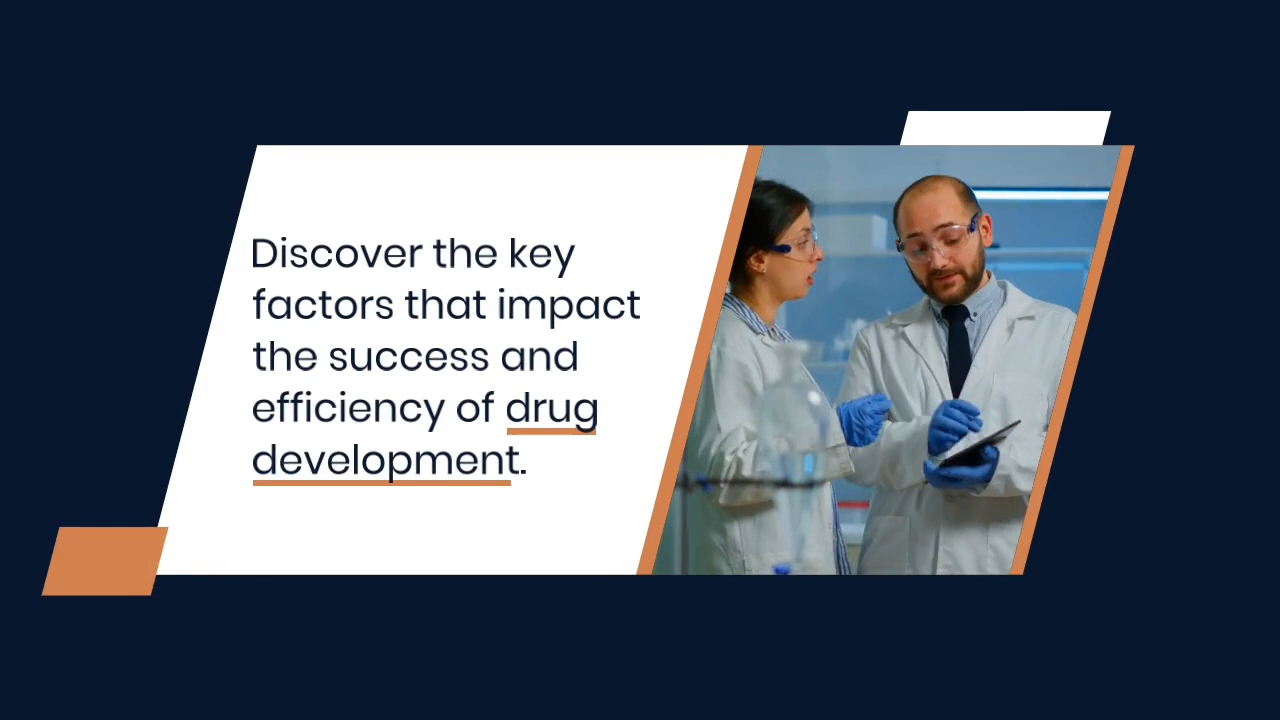 Discover the key
factors that impact
the success and
efficiency of drug
development.